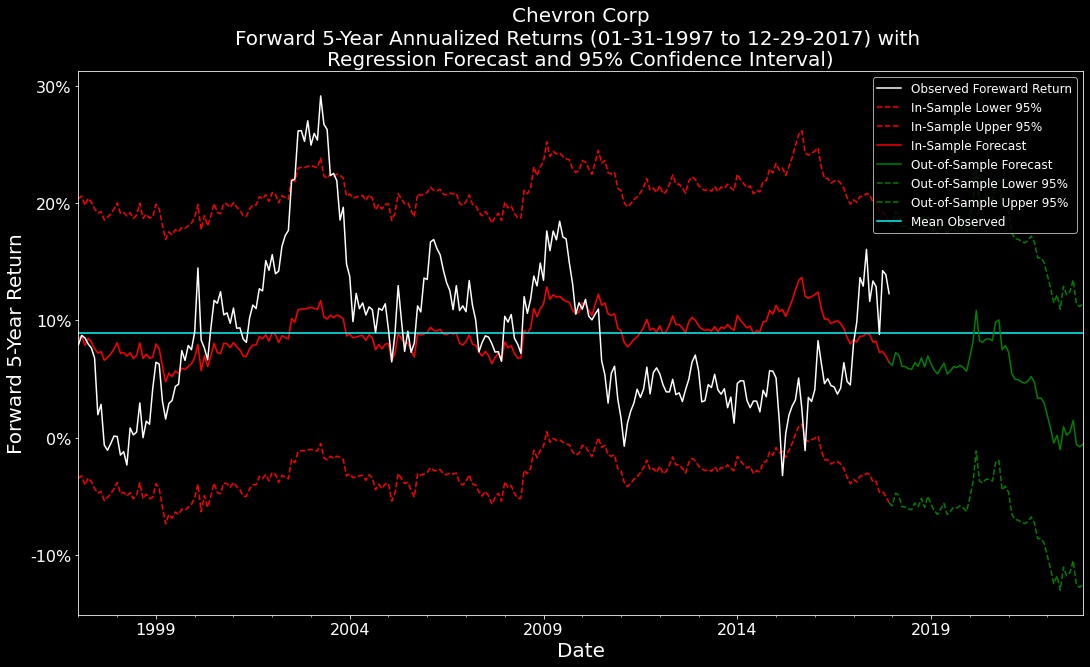 Chevron Corp
Forward 5-Year Annualized Returns (01-31-1997 to 12-29-2017) with
Regression Forecast and 95% Confidence Interval)
30%
20%
10%
0%
-10%
Forward 5-Year Return
Observed Foreward Return
In-Sample Lower 95%
In-Sample Upper 95%
In-Sample Forecast
Out-of-Sample Forecast
Out-of-Sample Lower 95%
Out-of-Sample Upper 95%
Mean Observed
1999
2004
2009
2014
2019
Date